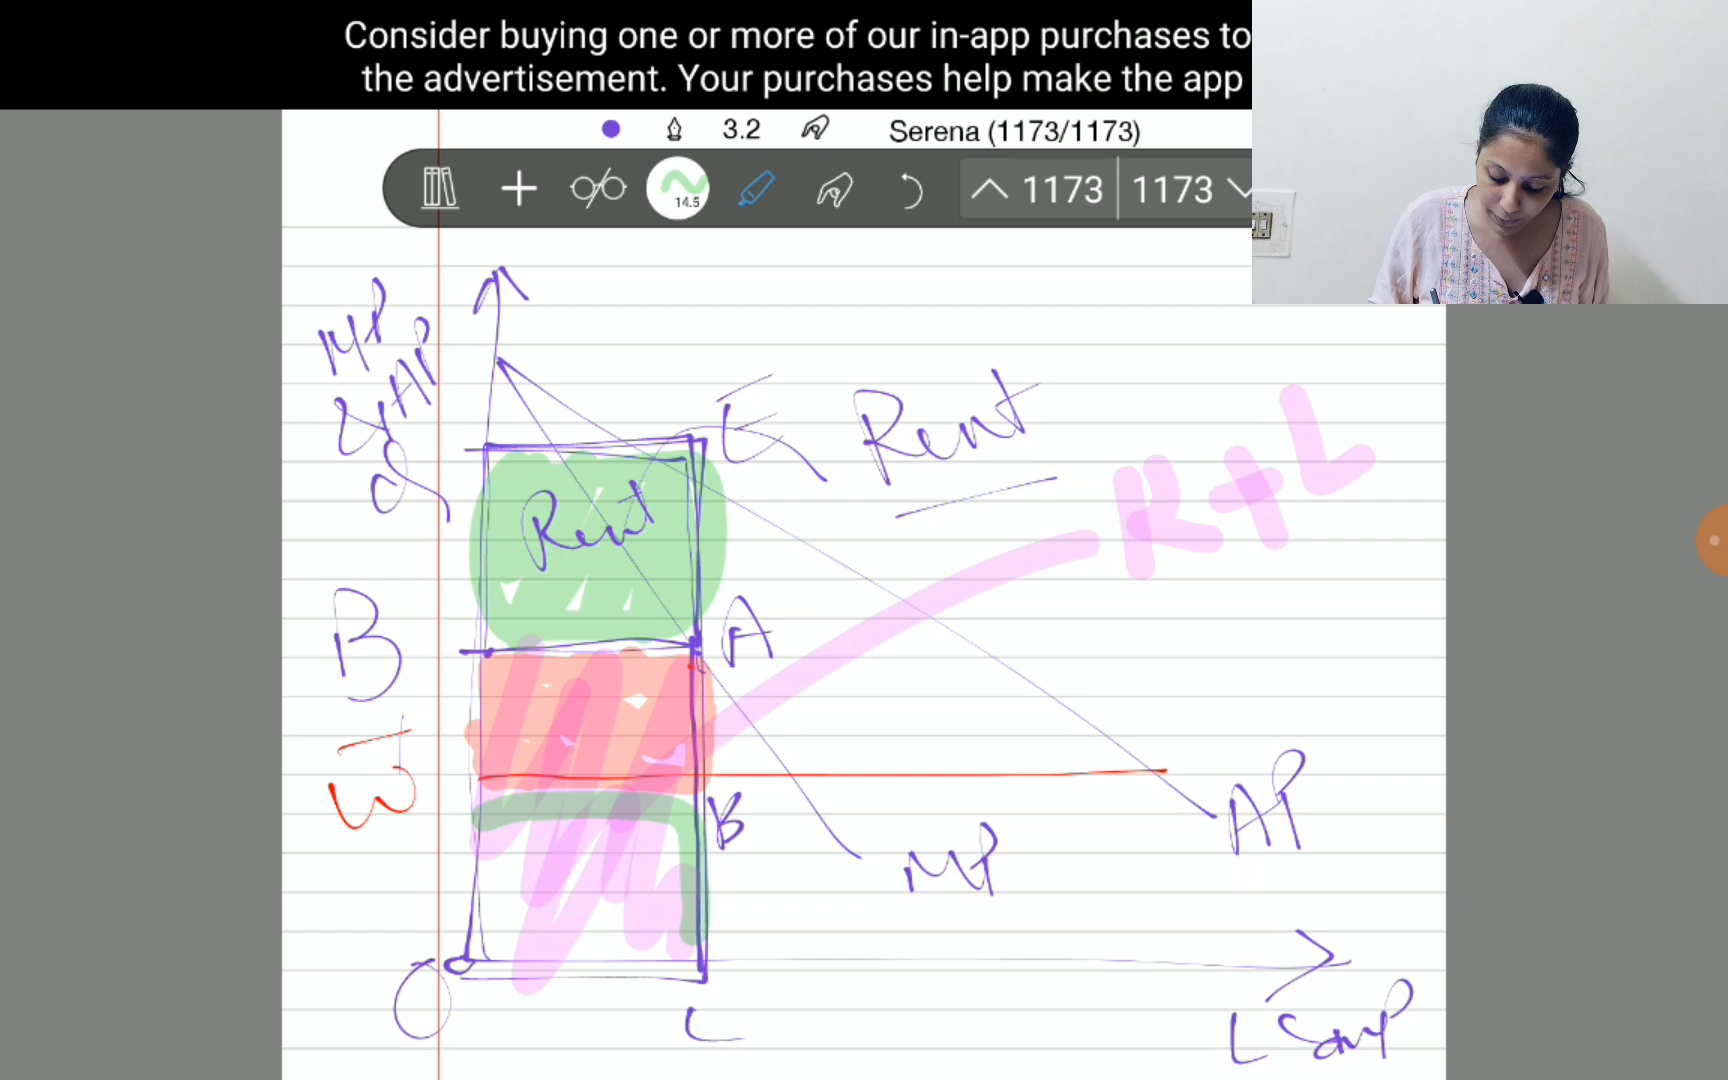 Consider buying one or more of our in-app purchases to
the advertisement. Your purchases help make the app
3.2 Serena (1173/1173)
14.5 1173 1173
MP
& AP
E Rent
R+L
Rent
B
A
W
B
AP
MP
O
L
L